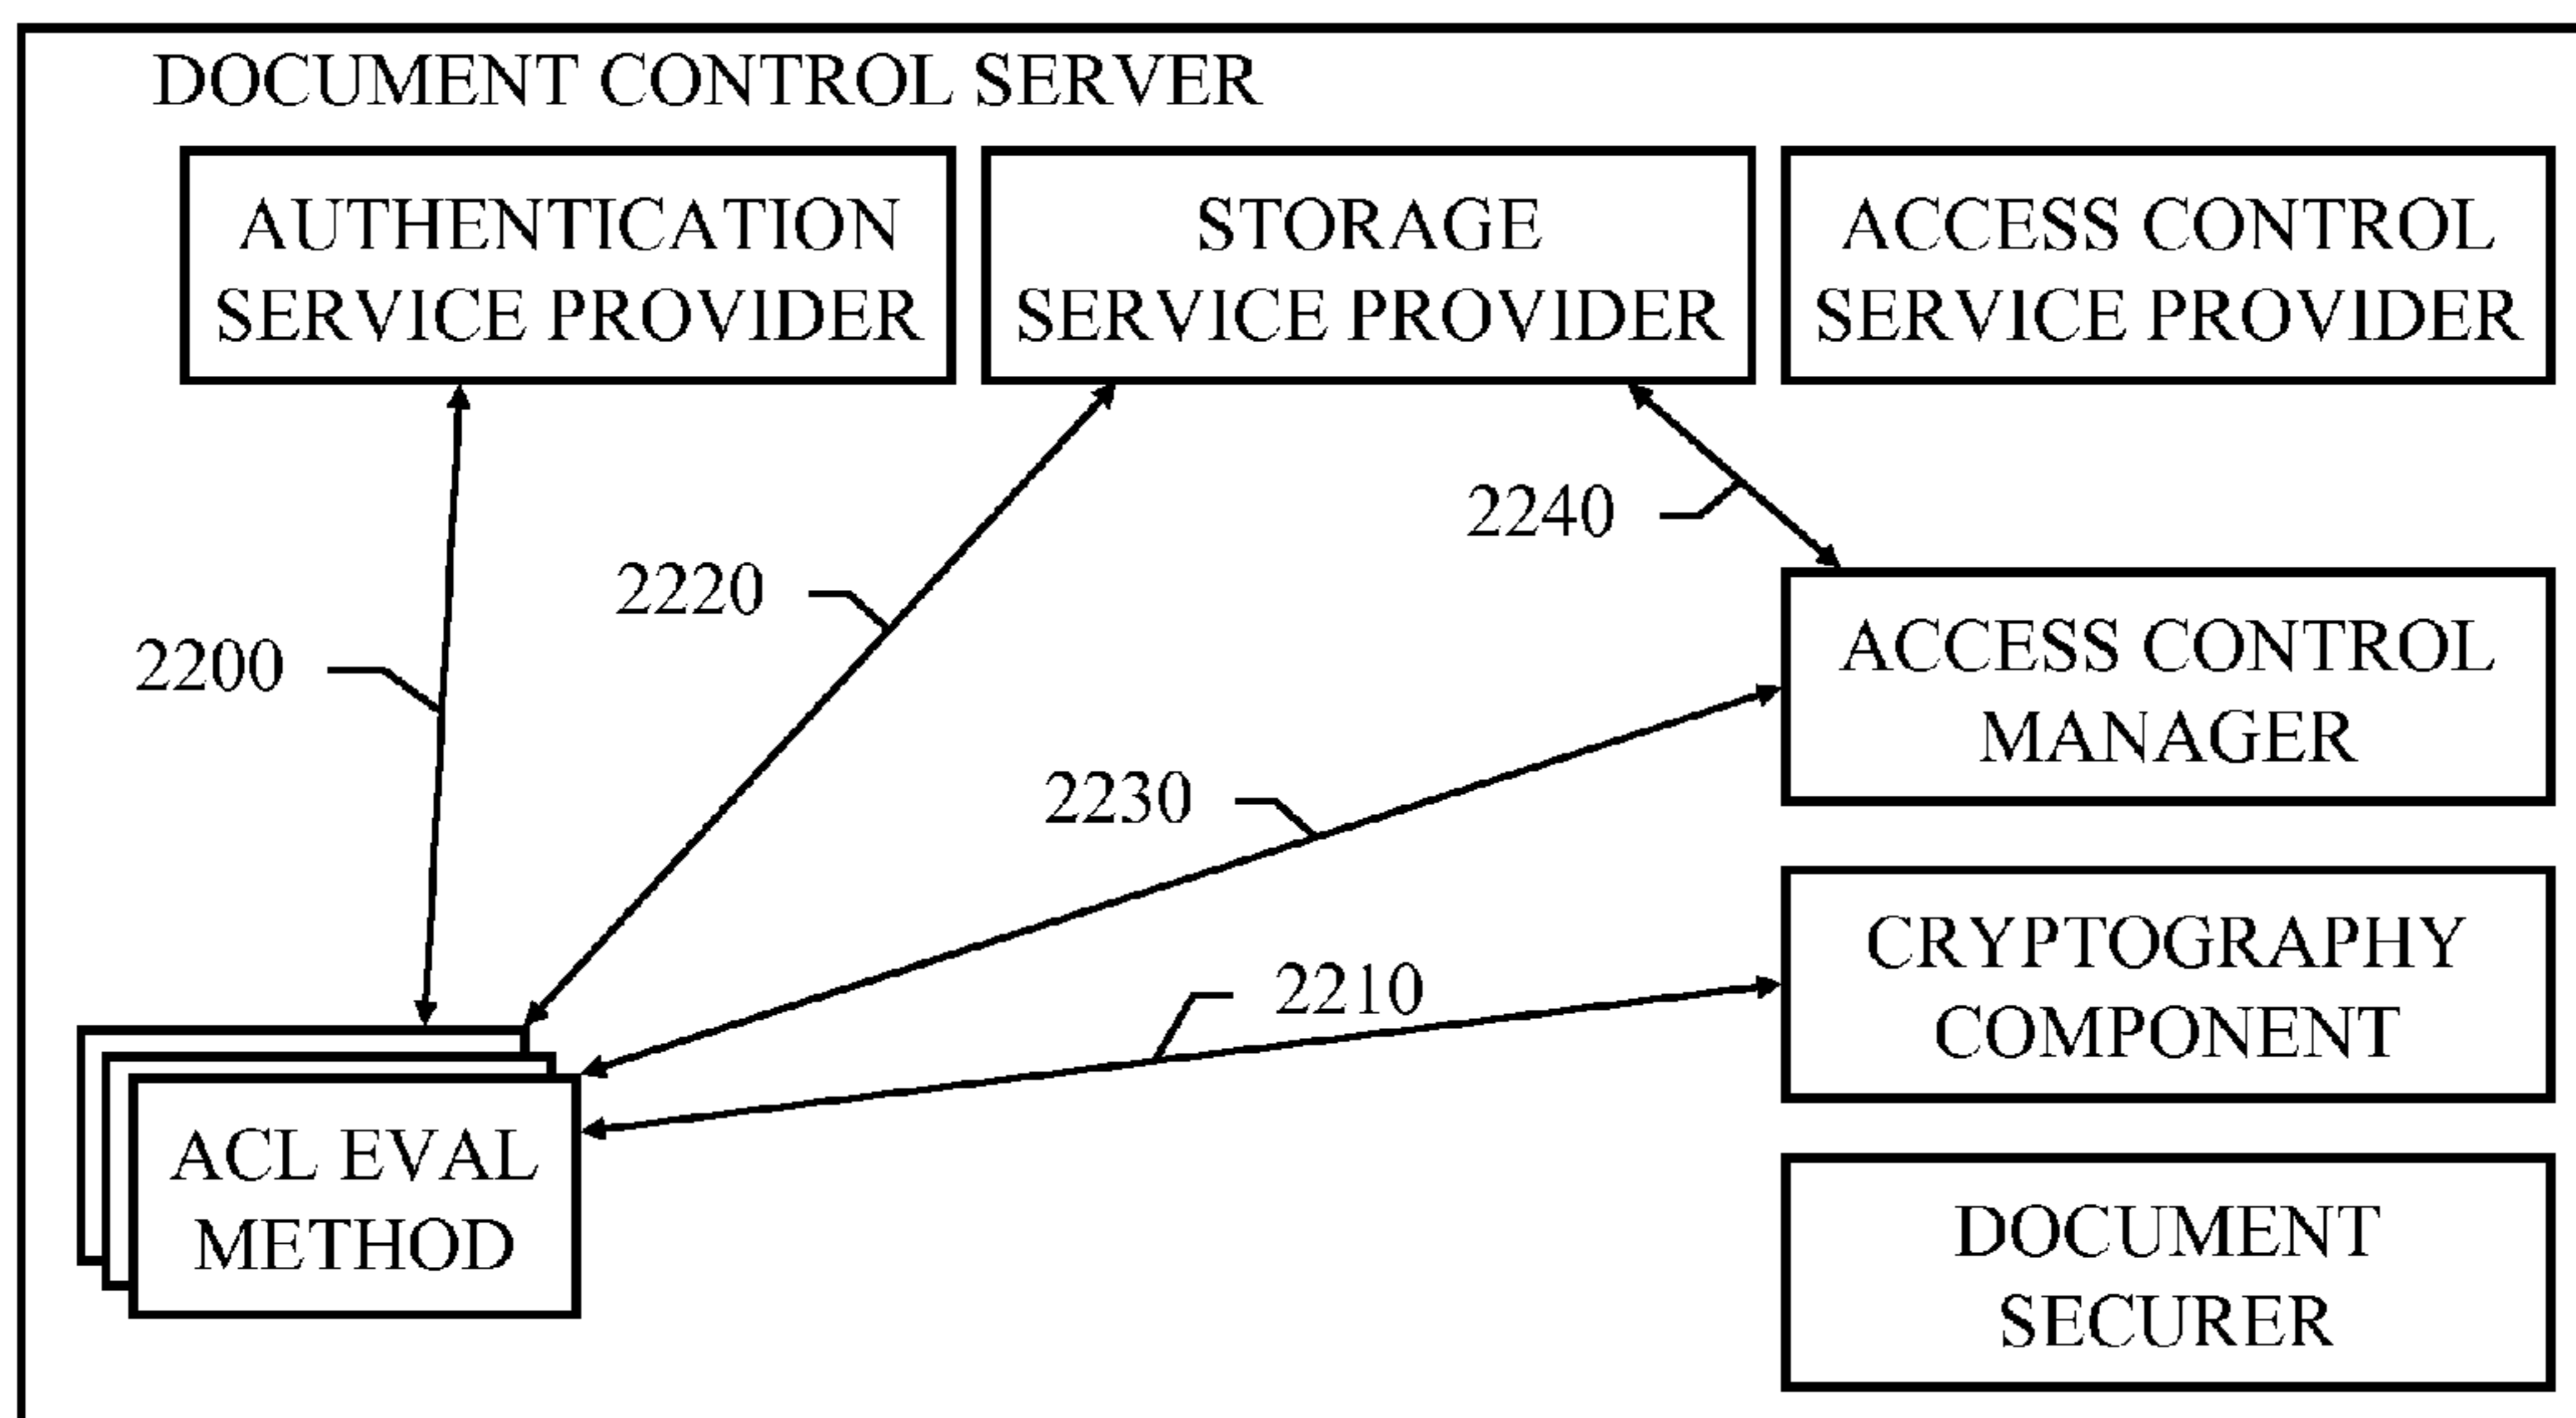 DOCUMENT CONTROL SERVER
AUTHENTICATION
SERVICE PROVIDER
STORAGE
SERVICE PROVIDER
ACCESS CONTROL
SERVICE PROVIDER
2240
2220
2200
ACCESS CONTROL
MANAGER
2230
CRYPTOGRAPHY
COMPONENT
2210
ACL EVAL
METHOD
DOCUMENT
SECURER